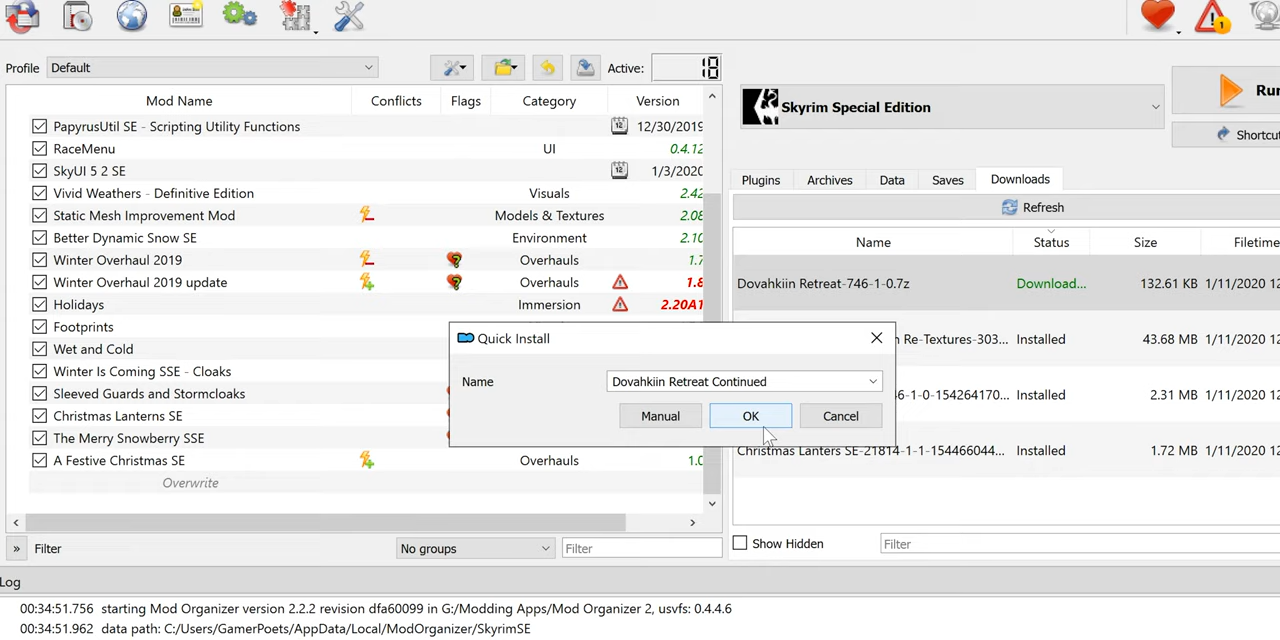 Profile Default Active: 18
Mod Name Conflicts Flags Category Version
PapyrusUtil SE - Scripting Utility Functions 12/30/2019
RaceMenu UI 0.4.12
SkyUI 5 2 SE 1/3/2020
Vivid Weathers - Definitive Edition Visuals 2.42
Static Mesh Improvement Mod Models & Textures 2.08
Better Dynamic Snow SE Environment 2.10
Winter Overhaul 2019 Overhauls 1.7
Winter Overhaul 2019 update Overhauls 1.8
Holidays Immersion 2.20A1
Footprints
Wet and Cold
Winter Is Coming SSE - Cloaks
Sleeved Guards and Stormcloaks
Christmas Lanterns SE
The Merry Snowberry SSE
A Festive Christmas SE Overhauls 1.0
Overwrite
» Filter No groups Filter
1
Skyrim Special Edition
Run
Shortcut
Plugins Archives Data Saves Downloads
Refresh
Name Status Size Filetime
Dovahkiin Retreat-746-1-0.7z Download... 132.61 KB 1/11/2020 12
Re-Textures-303... Installed 43.68 MB 1/11/2020 12
6-1-0-154264170... Installed 2.31 MB 1/11/2020 12
Christmas Lanters SE-21814-1-1-154466044... Installed 1.72 MB 1/11/2020 12
Show Hidden Filter
Quick Install
Name Dovahkiin Retreat Continued
Manual OK Cancel
Log
00:34:51.756 starting Mod Organizer version 2.2.2 revision dfa60099 in G:/Modding Apps/Mod Organizer 2, usvfs: 0.4.4.6
00:34:51.962 data path: C:/Users/GamerPoets/AppData/Local/ModOrganizer/SkyrimSE